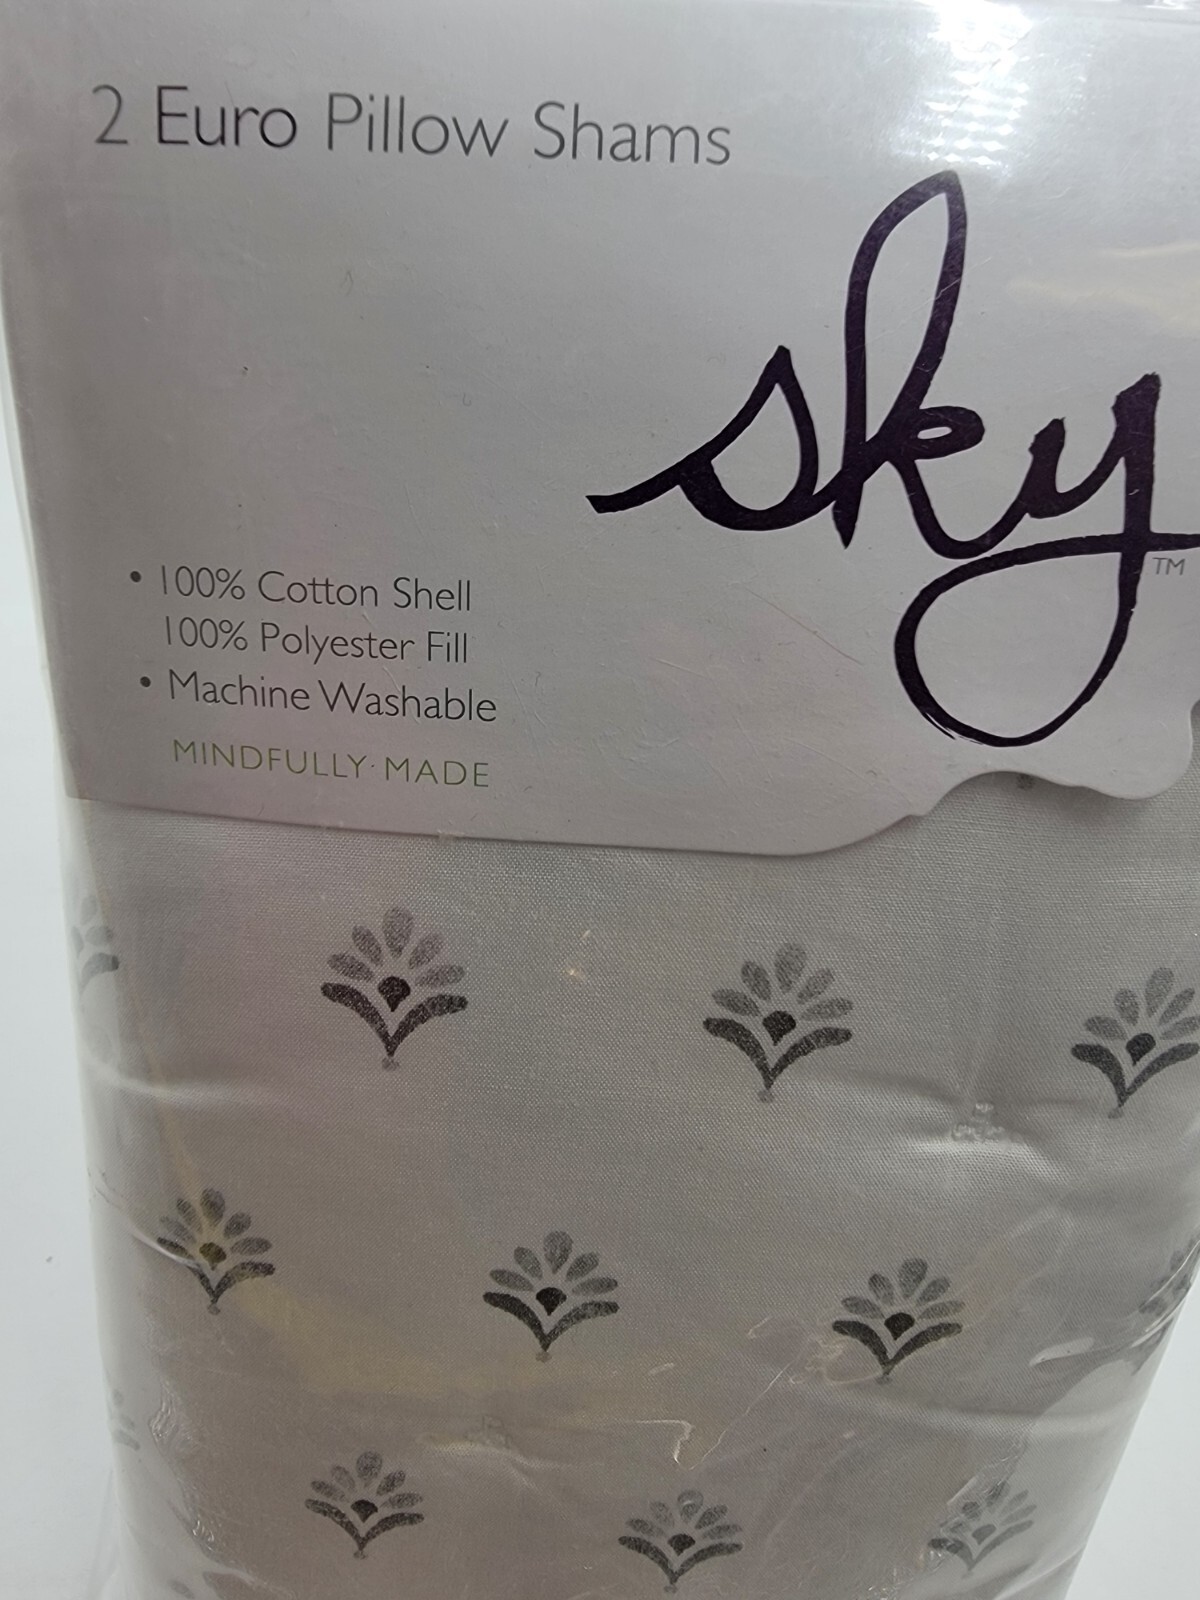 2 Euro Pillow Shams
sky
TM
• 100% Cotton Shell
100% Polyester Fill
• Machine Washable
MINDFULLY MADE